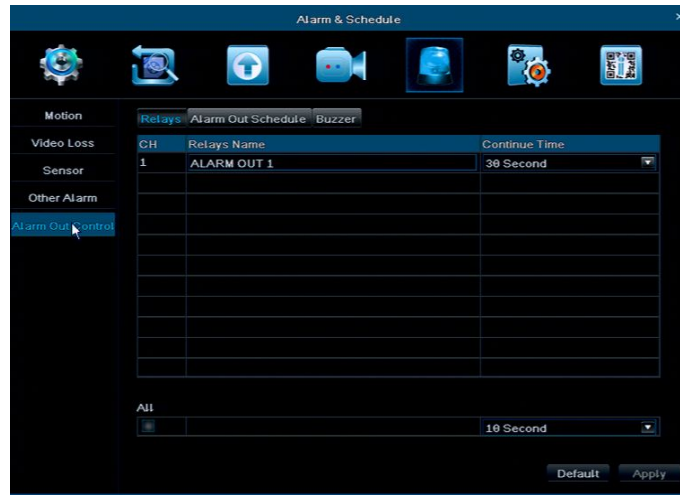 Alarm & Schedule
×
Motion
Video Loss
Sensor
Other Alarm
Alarm Out Control
Relays Alarm Out Schedule Buzzer
CH Relays Name Continue Time
1 ALARM OUT 1 30 Second
All
10 Second
Default Apply